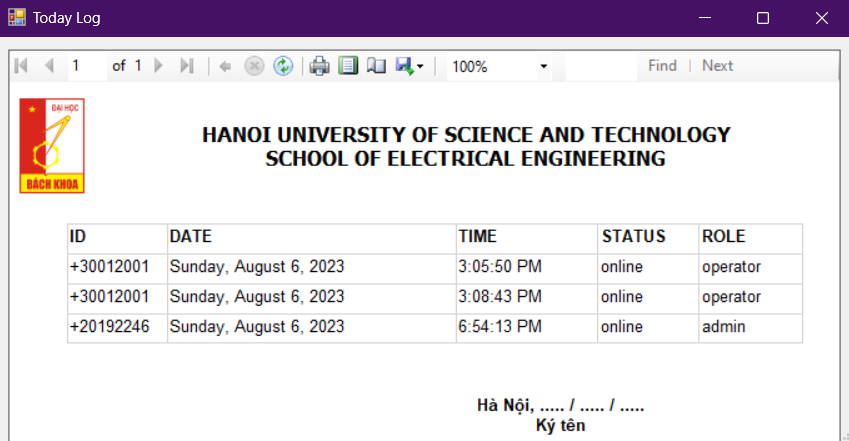 Today Log
1 of 1 100% Find Next
ĐẠI HỌC
BÁCH KHOA
HANOI UNIVERSITY OF SCIENCE AND TECHNOLOGY
SCHOOL OF ELECTRICAL ENGINEERING
ID DATE TIME STATUS ROLE
+30012001 Sunday, August 6, 2023 3:05:50 PM online operator
+30012001 Sunday, August 6, 2023 3:08:43 PM online operator
+20192246 Sunday, August 6, 2023 6:54:13 PM online admin
Hà Nội, ..... / ..... / .....
Ký tên